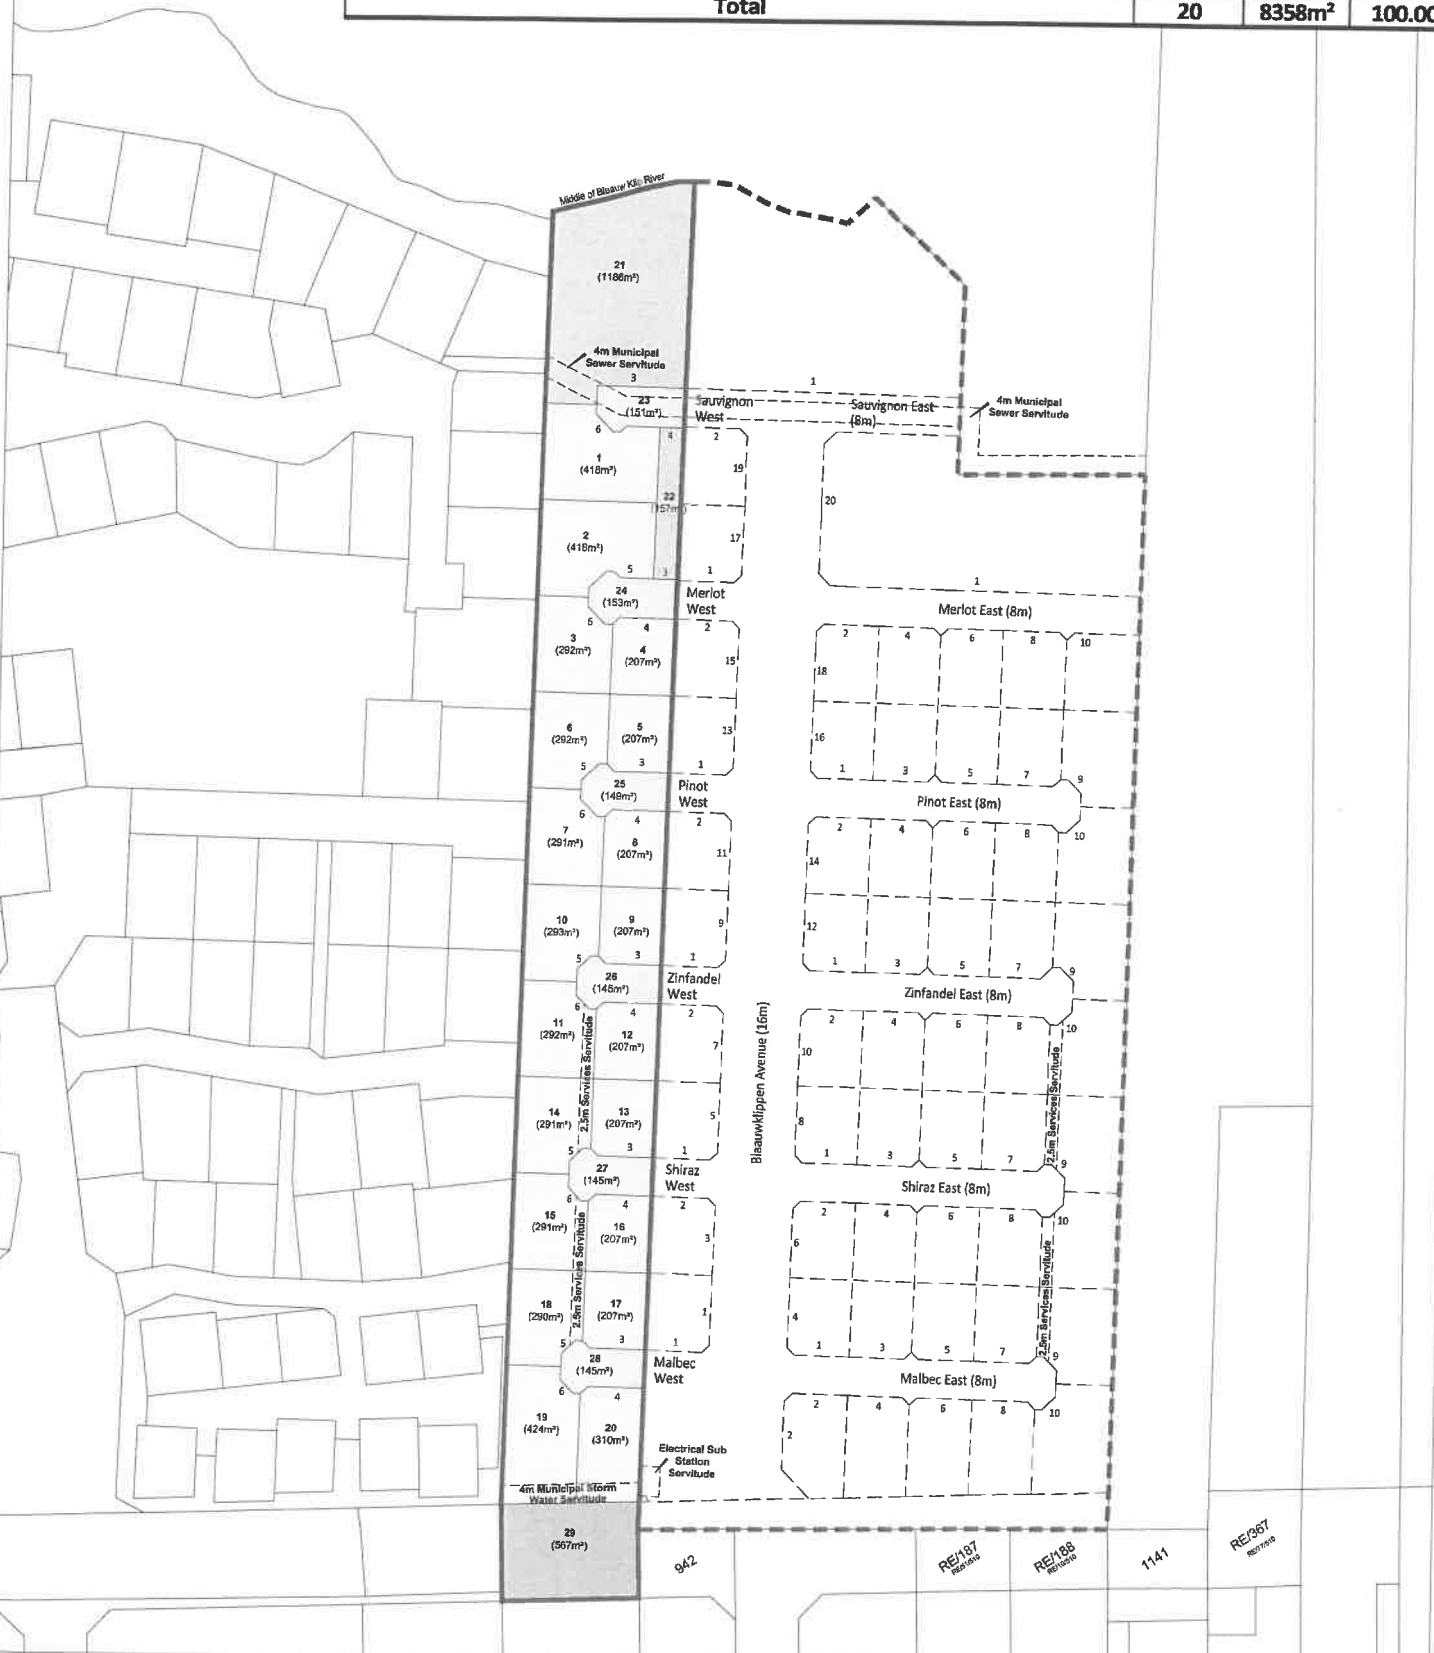 Total
20
8358m²
Middle of Blaauw Klip River
21
(1186m²)
4m Municipal
Sewer Servitude
3
1
23
(151m²)
Sauvignon
West
Sauvignon East
(8m)
4m Municipal
Sewer Servitude
6
4
2
1
(418m²)
19
22
(157m²)
20
2
(418m²)
17
5
3
1
1
24
(153m²)
Merlot
West
Merlot East (8m)
6
4
2
2
4
6
8
10
3
(292m²)
4
(207m²)
15
18
6
(292m²)
5
(207m²)
13
16
5
3
1
1
3
5
7
9
25
(149m²)
Pinot
West
Pinot East (8m)
6
4
2
2
4
6
8
10
7
(291m²)
8
(207m²)
11
14
10
(293m²)
9
(207m²)
9
12
5
3
1
1
3
5
7
9
26
(145m²)
Zinfandel
West
Zinfandel East (8m)
6
4
2
2
4
6
8
10
11
(292m²)
12
(207m²)
7
10
2.5m Services Servitude
Blaauwklippen Avenue (16m)
2.5m Services Servitude
14
(291m²)
13
(207m²)
5
8
5
3
1
1
3
5
7
9
27
(145m²)
Shiraz
West
Shiraz East (8m)
6
4
2
2
4
6
8
10
15
(291m²)
16
(207m²)
3
6
2.5m Services Servitude
2.5m Services Servitude
18
(290m²)
17
(207m²)
1
4
5
3
1
1
3
5
7
9
28
(145m²)
Malbec
West
Malbec East (8m)
6
4
2
4
6
8
10
19
(424m²)
20
(310m²)
2
Electrical Sub
Station
Servitude
4m Municipal Storm
Water Servitude
29
(567m²)
942
RE/187
RE/188
1141
RE/367